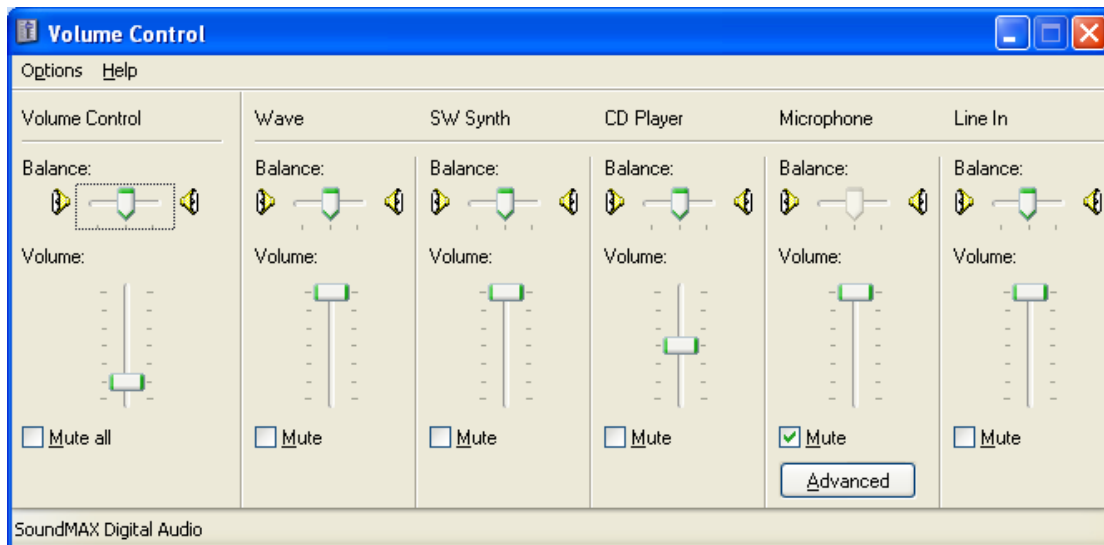 Volume Control
Options Help
Volume Control Wave SW Synth CD Player Microphone Line In
Balance: Balance: Balance: Balance: Balance: Balance:
Volume: Volume: Volume: Volume: Volume: Volume:
Mute all Mute Mute Mute Mute Mute
Advanced
SoundMAX Digital Audio